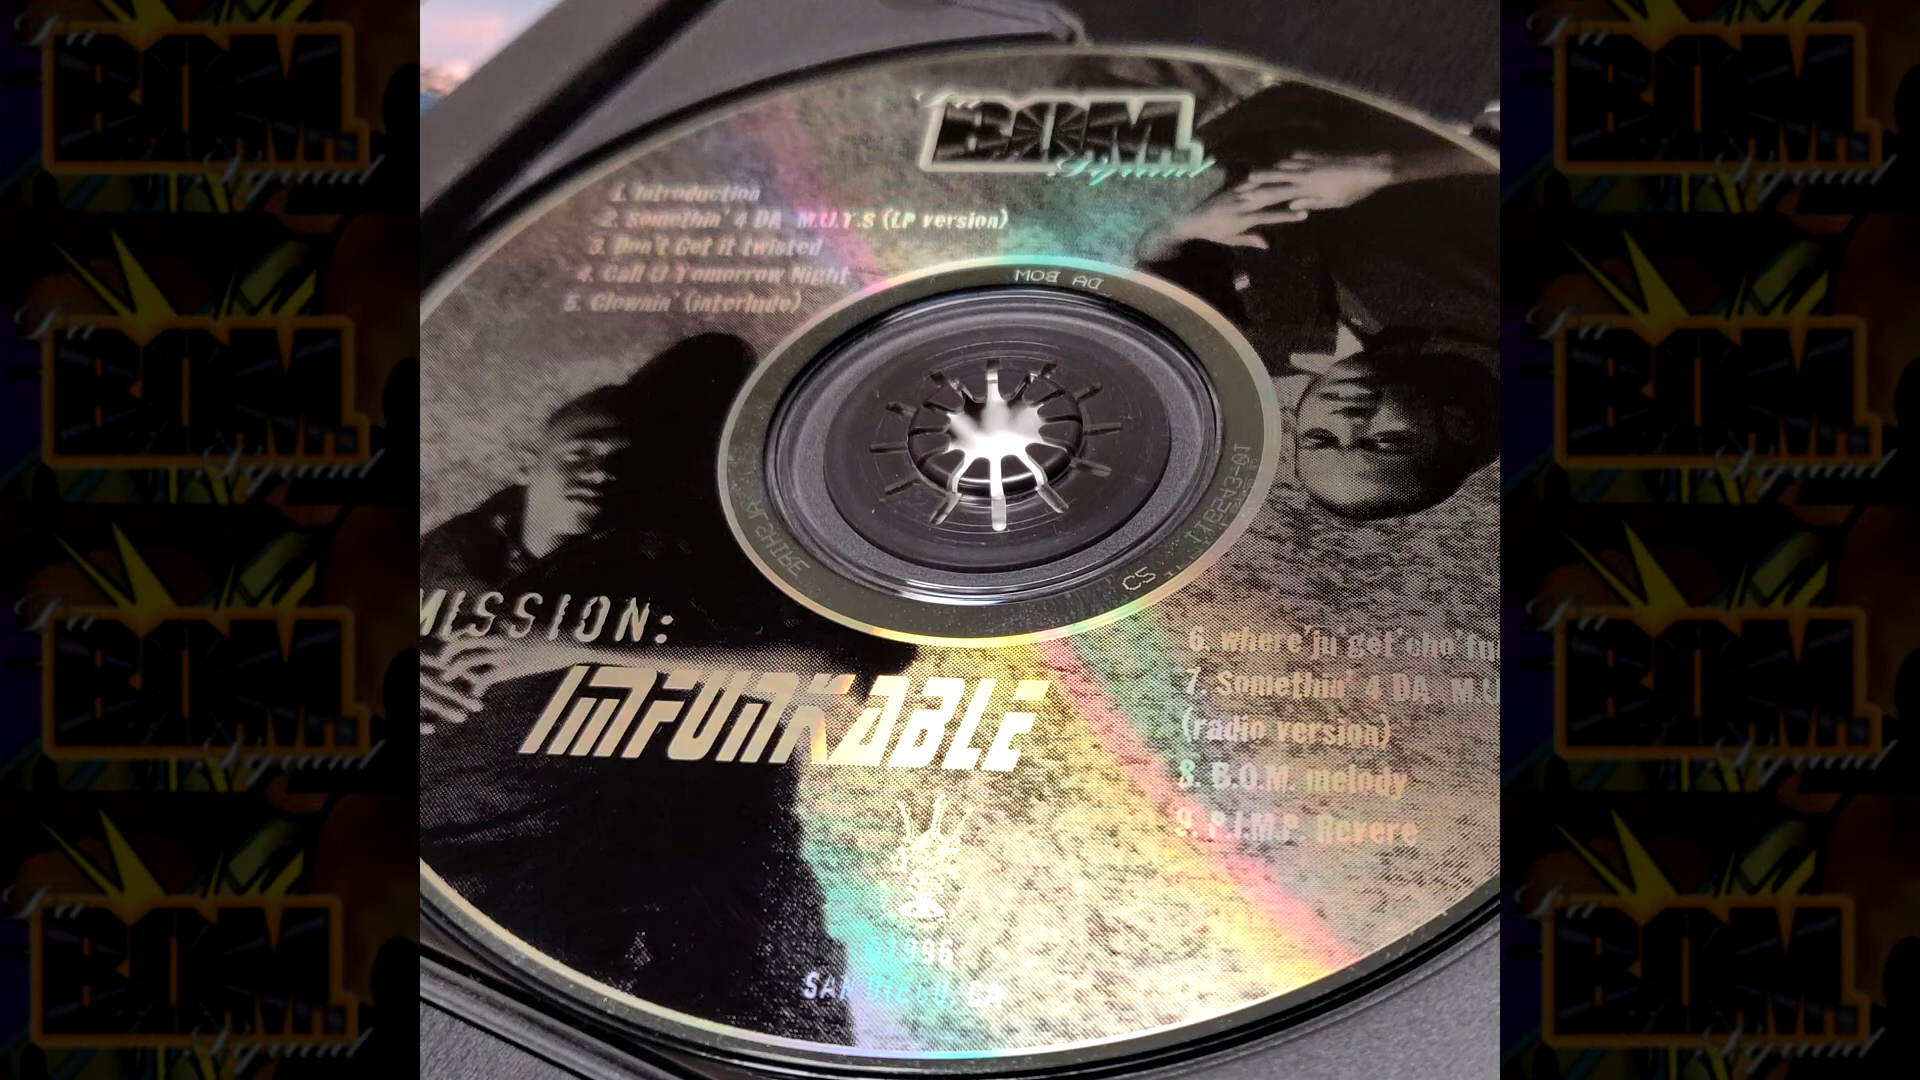 Da
B.O.M.
Squad
1. Introduction
2. Somethin' 4 DA M.U.T.S (LP version)
3. Don't Get it twisted
4. Call U Tomorrow Night
5. Clownin' (interlude)
DA BOM
MISSION:
IMFUNKABLE
6. where'ju get cho'
7. Somethin' 4 DA M.U
(radio version)
8. B.O.M. melody
9. P.I.M.P. Revere
1996
SAN DIEGO, CA